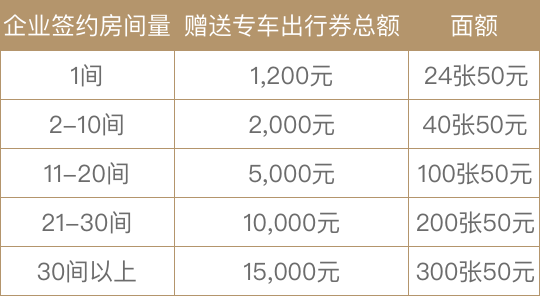 企业签约房间量 赠送专车出行券总额 面额
1间 1,200元 24张50元
2-10间 2,000元 40张50元
11-20间 5,000元 100张50元
21-30间 10,000元 200张50元
30间以上 15,000元 300张50元